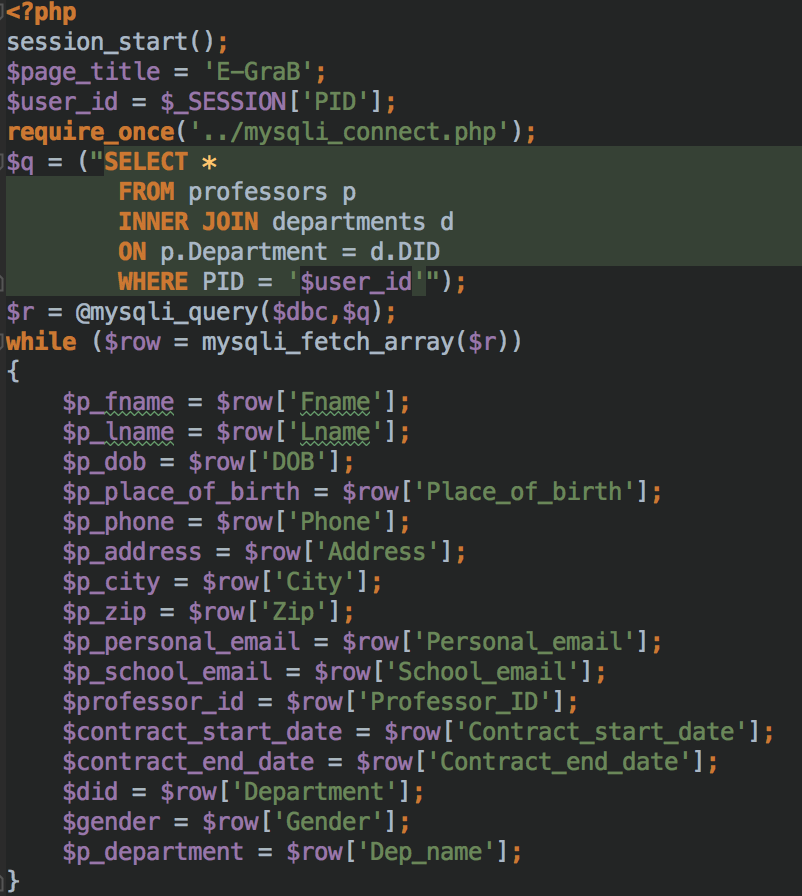 <?php
session_start();
$page_title = 'E-GraB';
$user_id = $_SESSION['PID'];
require_once('../mysqli_connect.php');
$q = ("SELECT *
        FROM professors p
        INNER JOIN departments d
        ON p.Department = d.DID
        WHERE PID = '$user_id'");
$r = @mysqli_query($dbc,$q);
while ($row = mysqli_fetch_array($r))
{
    $p_fname = $row['Fname'];
    $p_lname = $row['Lname'];
    $p_dob = $row['DOB'];
    $p_place_of_birth = $row['Place_of_birth'];
    $p_phone = $row['Phone'];
    $p_address = $row['Address'];
    $p_city = $row['City'];
    $p_zip = $row['Zip'];
    $p_personal_email = $row['Personal_email'];
    $p_school_email = $row['School_email'];
    $professor_id = $row['Professor_ID'];
    $contract_start_date = $row['Contract_start_date'];
    $contract_end_date = $row['Contract_end_date'];
    $did = $row['Department'];
    $gender = $row['Gender'];
    $p_department = $row['Dep_name'];
}